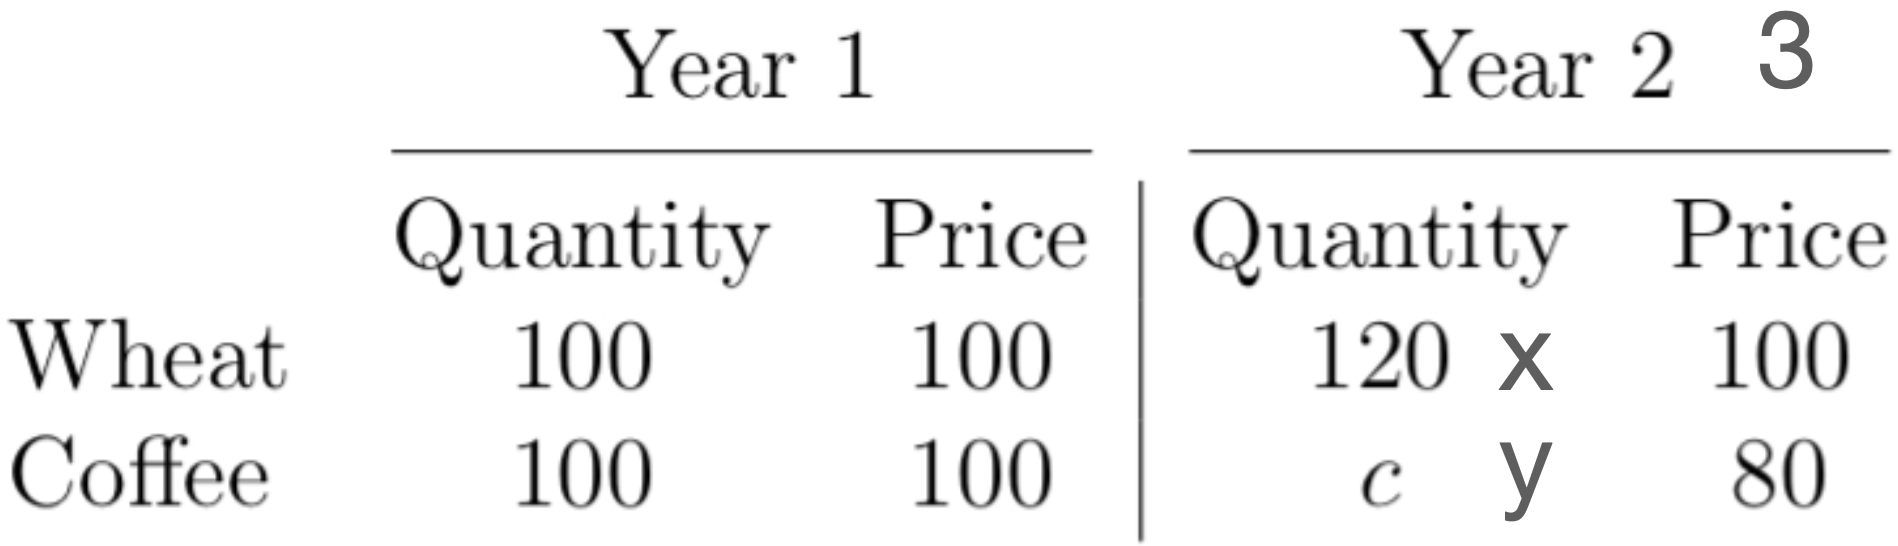 Year 1 Year 2 3
Quantity Price Quantity Price
Wheat 100 100 120 x 100
Coffee 100 100 c y 80